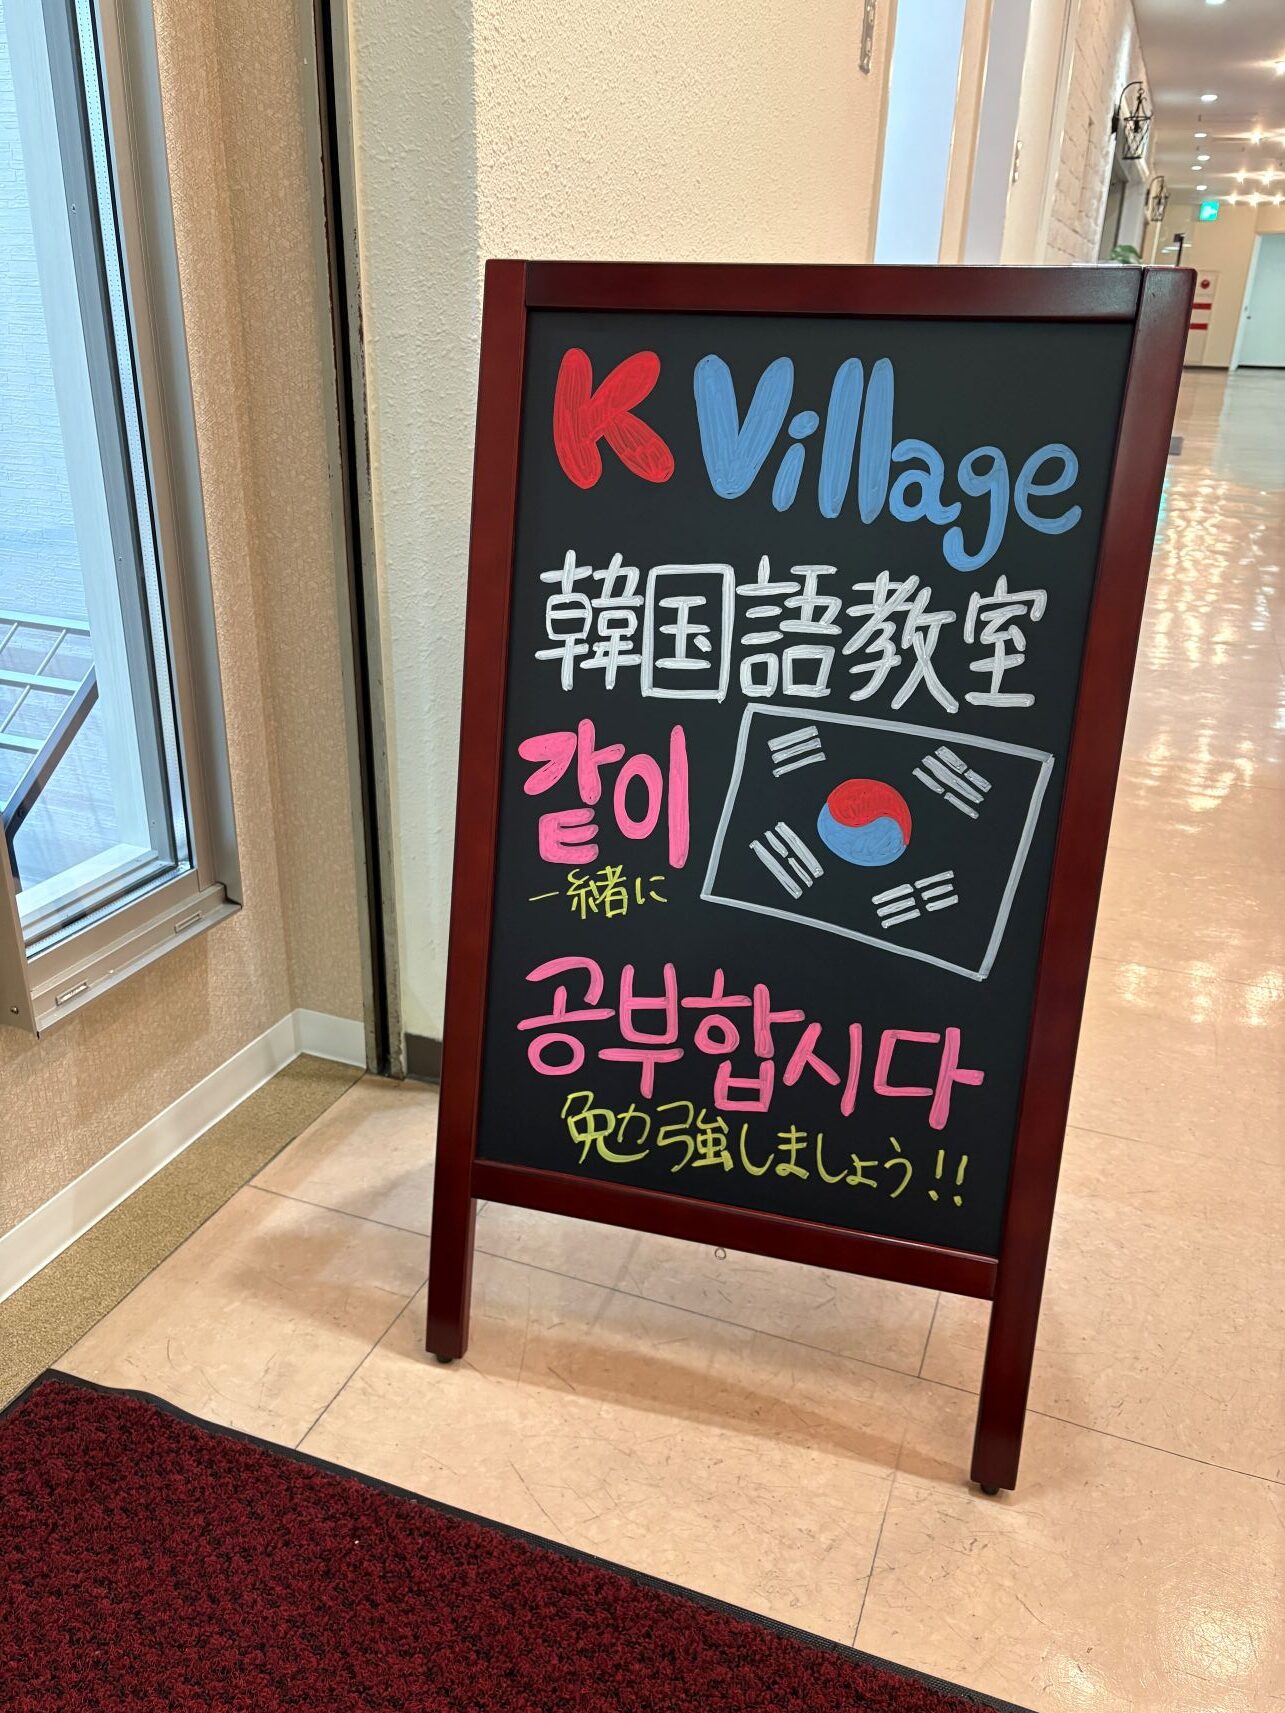 K Village
韓国語教室
같이
一緒に
공부합시다
勉強しましょう!!